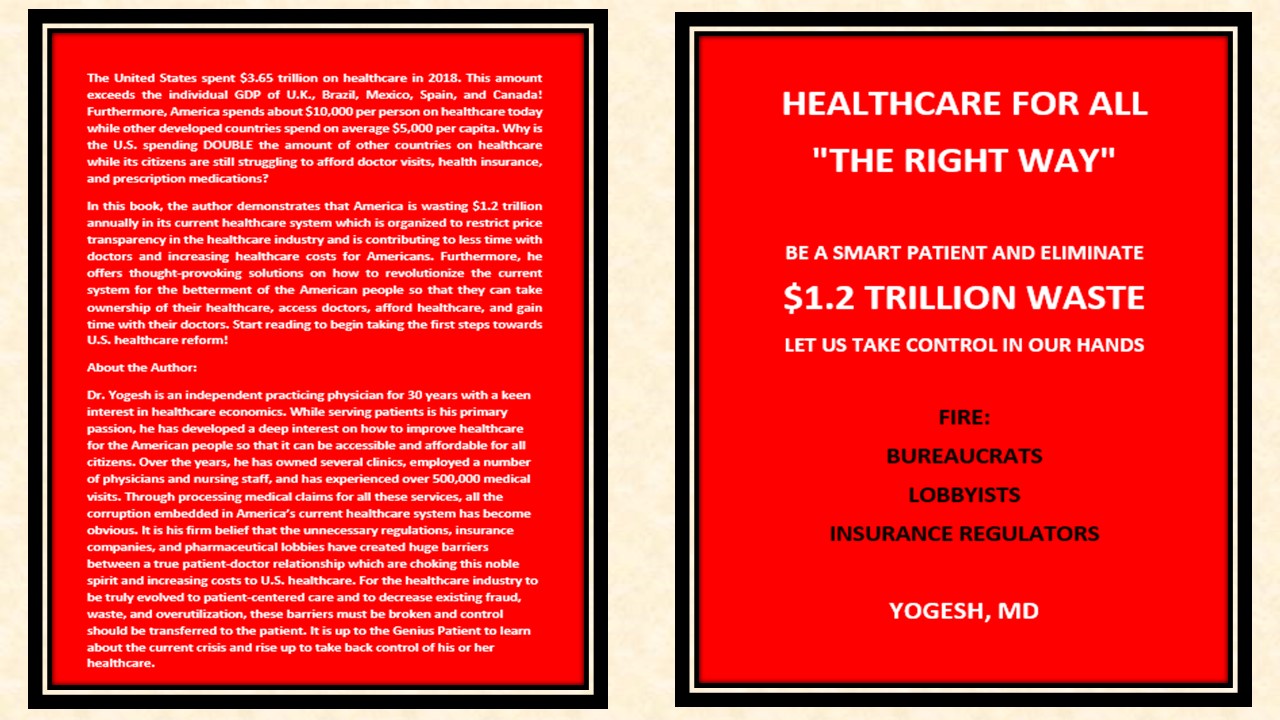 The United States spent $3.65 trillion on healthcare in 2018. This amount
exceeds the individual GDP of U.K., Brazil, Mexico, Spain, and Canada!
Furthermore, America spends about $10,000 per person on healthcare today
while other developed countries spend on average $5,000 per capita. Why is
the U.S. spending DOUBLE the amount of other countries on healthcare
while its citizens are still struggling to afford doctor visits, health insurance,
and prescription medications?
In this book, the author demonstrates that America is wasting $1.2 trillion
annually in its current healthcare system which is organized to restrict price
transparency in the healthcare industry and is contributing to less time with
doctors and increasing healthcare costs for Americans. Furthermore, he
offers thought-provoking solutions on how to revolutionize the current
system for the betterment of the American people so that they can take
ownership of their healthcare, access doctors, afford healthcare, and gain
time with their doctors. Start reading to begin taking the first steps towards
U.S. healthcare reform!
About the Author:
Dr. Yogesh is an independent practicing physician for 30 years with a keen
interest in healthcare economics. While serving patients is his primary
passion, he has developed a deep interest on how to improve healthcare
for the American people so that it can be accessible and affordable for all
citizens. Over the years, he has owned several clinics, employed a number
of physicians and nursing staff, and has experienced over 500,000 medical
visits. Through processing medical claims for all these services, all the
corruption embedded in America's current healthcare system has become
obvious. It is his firm belief that the unnecessary regulations, insurance
companies, and pharmaceutical lobbies have created huge barriers
between a true patient-doctor relationship which are choking this noble
spirit and increasing costs to U.S. healthcare. For the healthcare industry to
be truly evolved to patient-centered care and to decrease existing fraud,
waste, and overutilization, these barriers must be broken and control
should be transferred to the patient. It is up to the Genius Patient to learn
about the current crisis and rise up to take back control of his or her
healthcare.
HEALTHCARE FOR ALL
"THE RIGHT WAY"
BE A SMART PATIENT AND ELIMINATE
$1.2 TRILLION WASTE
LET US TAKE CONTROL IN OUR HANDS
FIRE:
BUREAUCRATS
LOBBYISTS
INSURANCE REGULATORS
YOGESH, MD